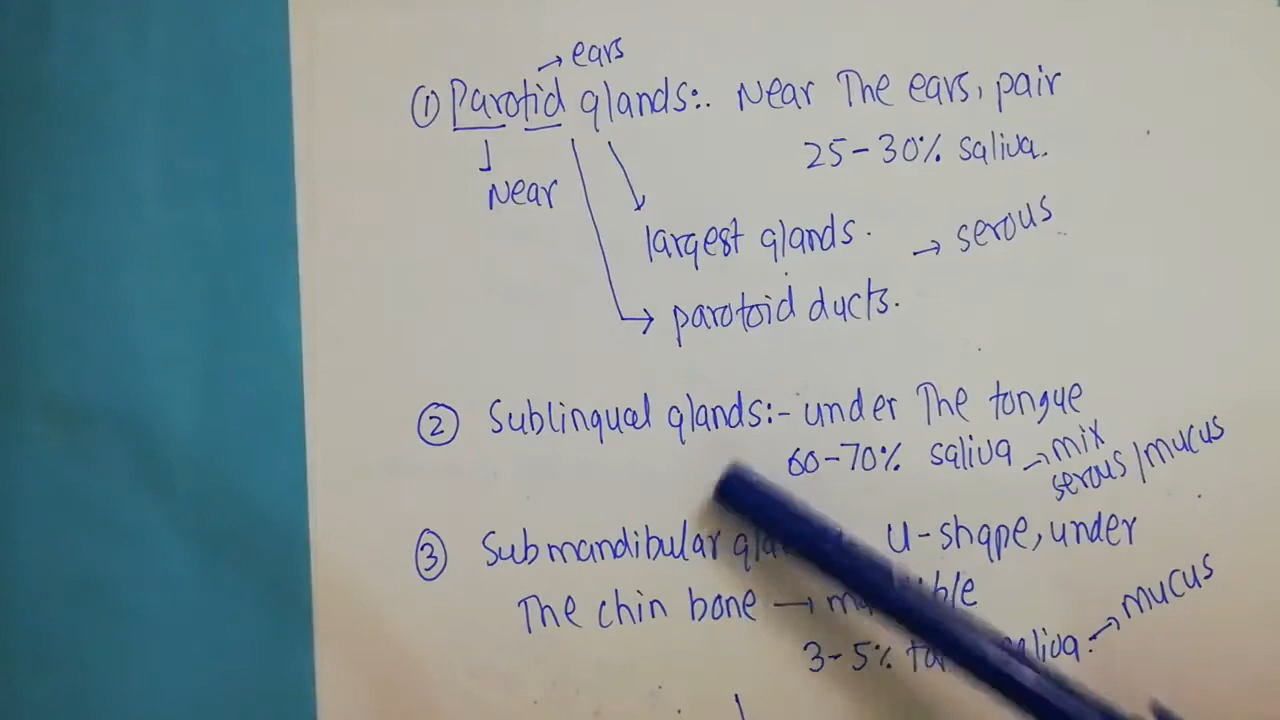 → ears
① Parotid glands:. Near The ears, pair
25-30% saliva.
Near
largest glands. → serous
→ parotoid ducts.
② Sublingual glands:- under The tongue
60-70% saliva → mix
serous/mucus
③ Submandibular U-shape, under
The chin bone →
3-5% saliva. → mucus